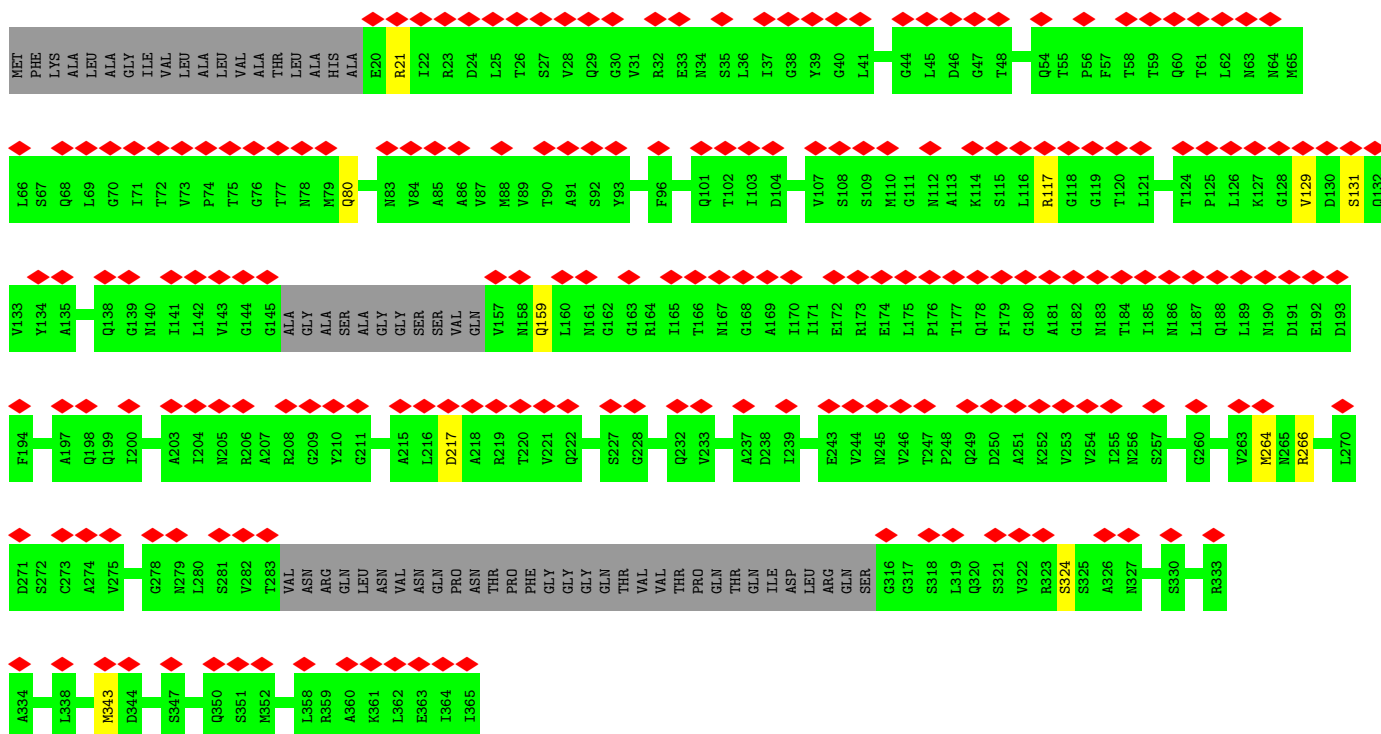 MET PHE LYS ALA LEU ALA GLY ILE VAL LEU ALA LEU VAL ALA THR LEU ALA HIS ALA E20 R21 I22 R23 D24 L25 T26 S27 V28 Q29 G30 V31 R32 E33 N34 S35 L36 I37 G38 Y39 G40 L41 G44 L45 D46 G47 T48 Q54 T55 P56 F57 T58 T59 Q60 T61 L62 N63 N64 M65
L66 S67 Q68 L69 G70 I71 T72 V73 P74 T75 G76 T77 N78 M79 Q80 N83 V84 A85 A86 V87 M88 V89 T90 A91 S92 Y93 F96 Q101 T102 I103 D104 V107 S108 S109 M110 G111 N112 A113 K114 S115 L116 R117 G118 G119 T120 L121 T124 P125 L126 K127 G128 V129 D130 S131 Q132
V133 Y134 A135 Q138 G139 N140 I141 L142 V143 G144 G145 ALA GLY ALA SER ALA GLY GLY SER SER VAL GLN V157 N158 Q159 L160 N161 G162 G163 R164 I165 T166 N167 G168 A169 I170 I171 E172 R173 E174 L175 P176 T177 Q178 F179 G180 A181 G182 N183 T184 I185 N186 L187 Q188 L189 N190 D191 E192 D193
F194 A197 Q198 Q199 I200 A203 I204 N205 R206 A207 R208 G209 Y210 G211 A215 L216 D217 A218 R219 T220 V221 Q222 S227 G228 Q232 V233 A237 D238 I239 E243 V244 N245 V246 T247 P248 Q249 D250 A251 K252 V253 V254 I255 N256 S257 G260 V263 M264 N265 R266 L270
D271 S272 C273 A274 V275 G278 N279 L280 S281 V282 T283 VAL ASN ARG GLN LEU ASN VAL ASN GLN PRO ASN THR PRO PHE GLY GLY GLY GLN THR VAL VAL THR PRO GLN THR GLN ILE ASP LEU ARG GLN SER G316 G317 S318 L319 Q320 S321 V322 R323 S324 S325 A326 N327 S330 R333
A334 L338 M343 D344 S347 Q350 S351 M352 L358 R359 A360 K361 L362 E363 I364 I365